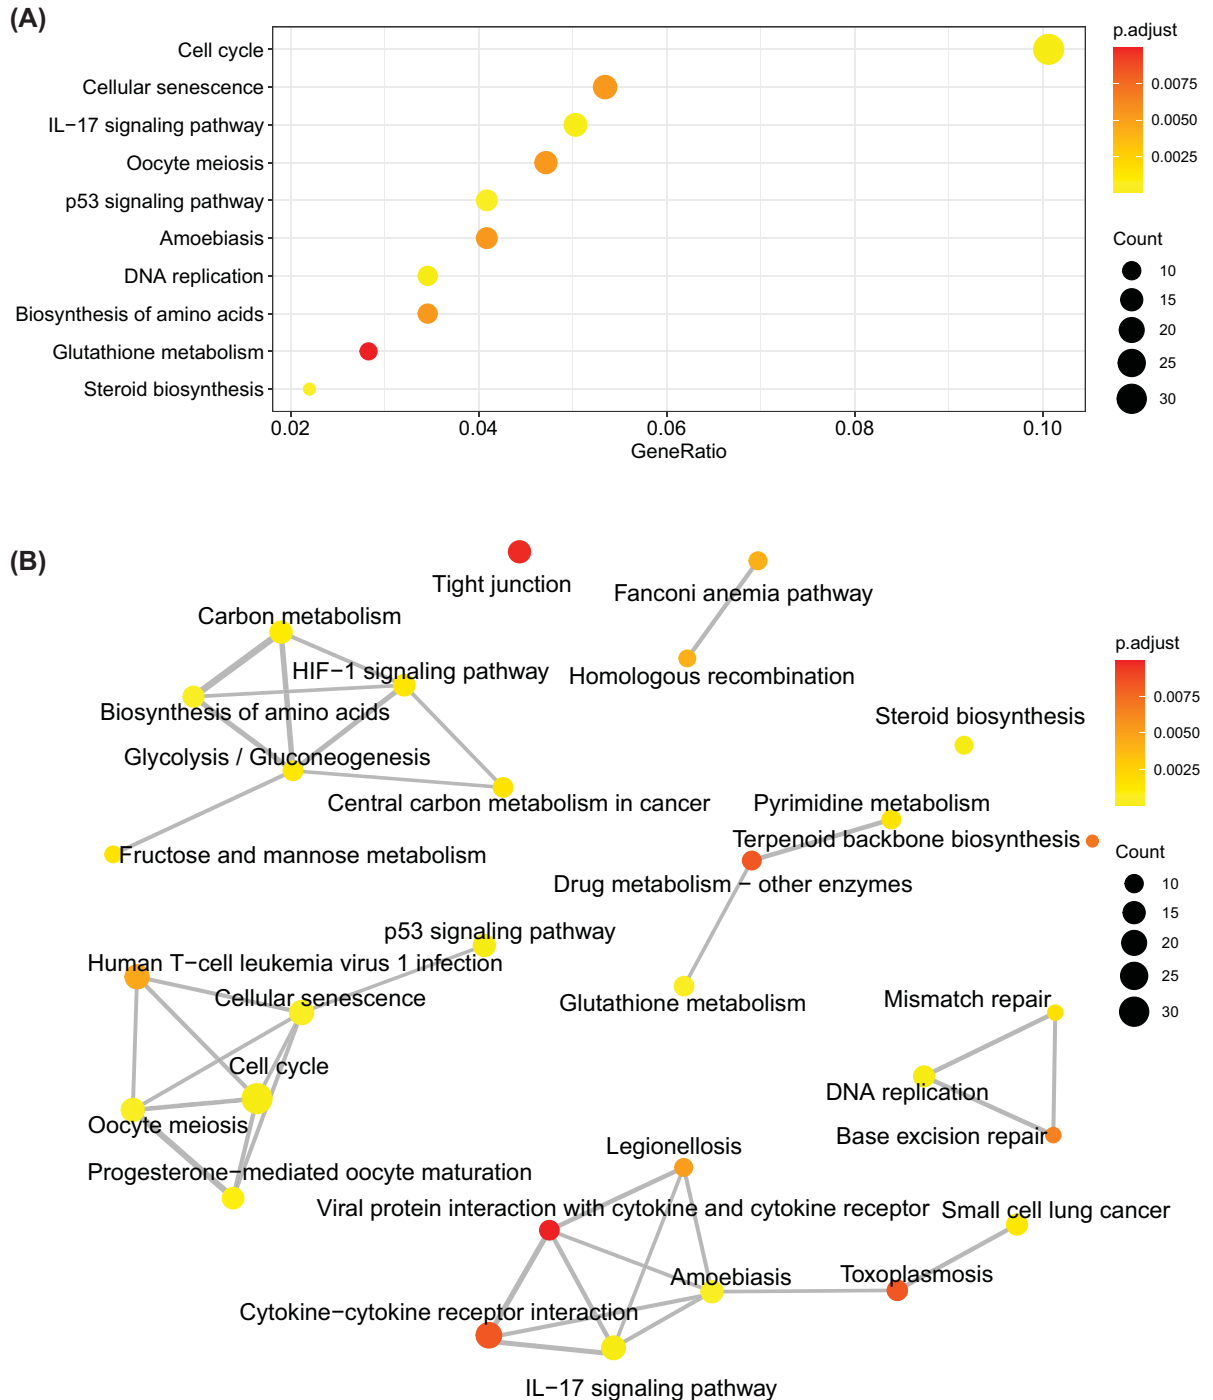 (A)
Cell cycle
Cellular senescence
IL−17 signaling pathway
Oocyte meiosis
p53 signaling pathway
Amoebiasis
DNA replication
Biosynthesis of amino acids
Glutathione metabolism
Steroid biosynthesis
0.02 0.04 0.06 0.08 0.10
GeneRatio
p.adjust
0.0075
0.0050
0.0025
Count
10
15
20
25
30
(B)
Tight junction
Fanconi anemia pathway
Carbon metabolism
HIF−1 signaling pathway
Homologous recombination
Biosynthesis of amino acids
Steroid biosynthesis
Glycolysis / Gluconeogenesis
Central carbon metabolism in cancer
Pyrimidine metabolism
Terpenoid backbone biosynthesis
Fructose and mannose metabolism
Drug metabolism − other enzymes
p53 signaling pathway
Human T−cell leukemia virus 1 infection
Cellular senescence
Glutathione metabolism
Mismatch repair
Cell cycle
DNA replication
Oocyte meiosis
Base excision repair
Legionellosis
Progesterone−mediated oocyte maturation
Viral protein interaction with cytokine and cytokine receptor
Small cell lung cancer
Amoebiasis
Toxoplasmosis
Cytokine−cytokine receptor interaction
IL−17 signaling pathway
p.adjust
0.0075
0.0050
0.0025
Count
10
15
20
25
30